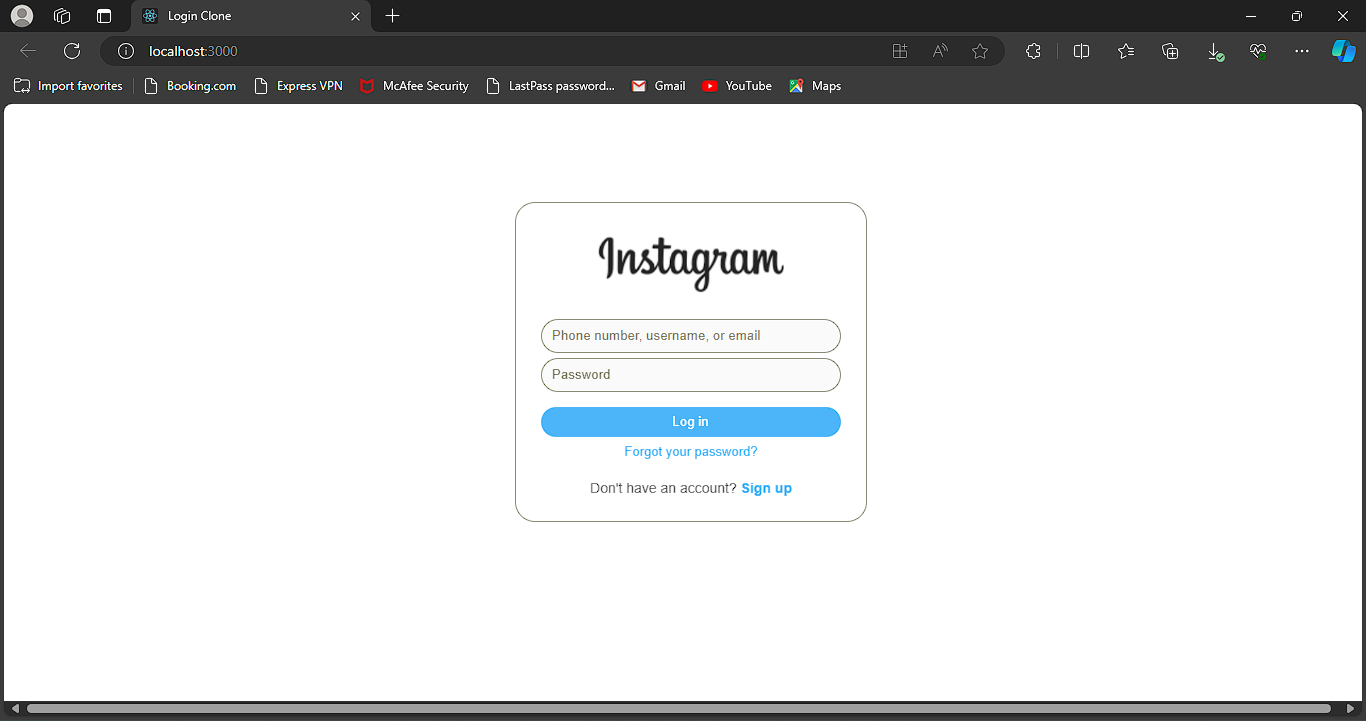 Login Clone
localhost:3000
Import favorites Booking.com Express VPN McAfee Security LastPass password... Gmail YouTube Maps
Instagram
Phone number, username, or email
Password
Log in
Forgot your password?
Don't have an account? Sign up